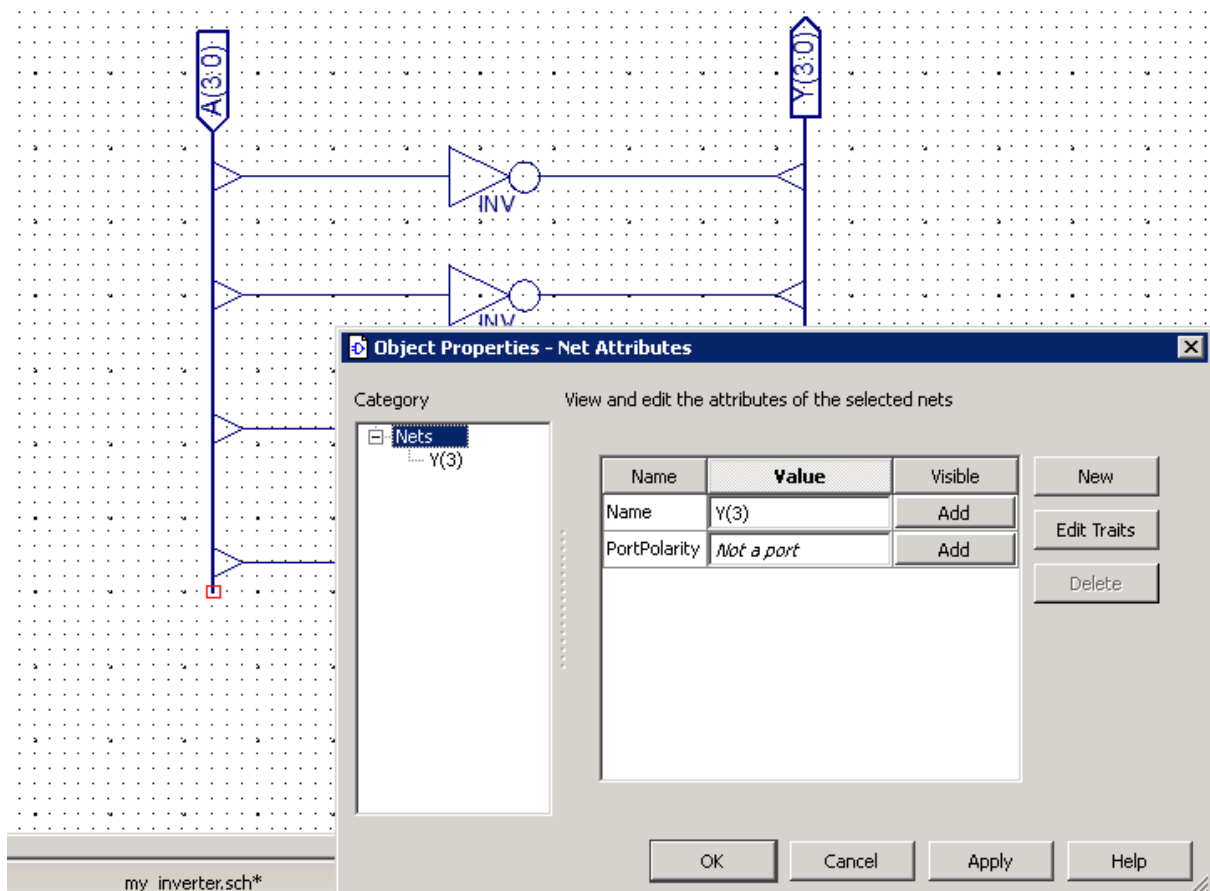 A(3:0)
Y(3:0)
INV
INV
Object Properties - Net Attributes
Category
View and edit the attributes of the selected nets
Nets
Y(3)
Name Value Visible
Name Y(3) Add
PortPolarity Not a port Add
New
Edit Traits
Delete
OK Cancel Apply Help
my_inverter.sch*